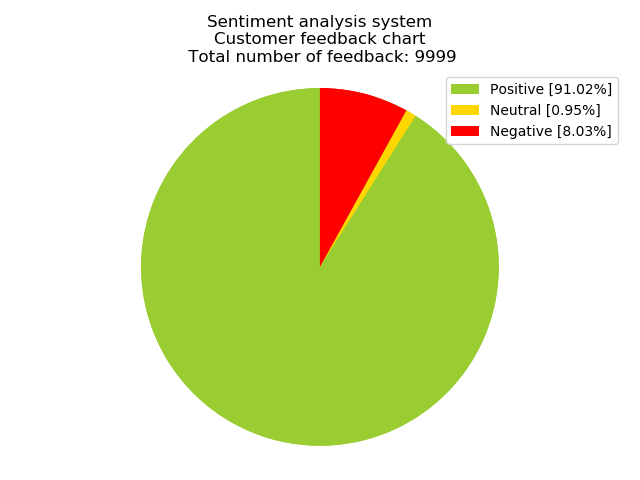 Sentiment analysis system
Customer feedback chart
Total number of feedback: 9999
Positive [91.02%]
Neutral [0.95%]
Negative [8.03%]